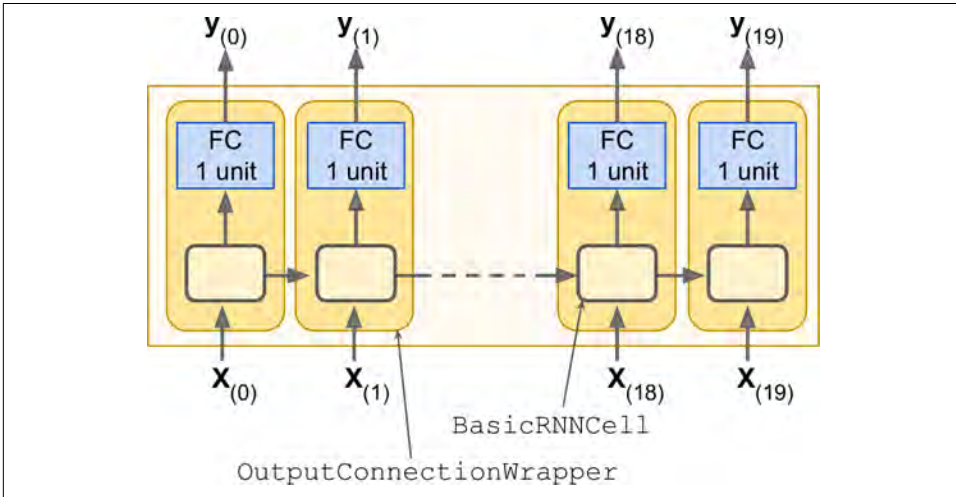 y(0) y(1) y(18) y(19)
FC FC FC FC
1 unit 1 unit 1 unit 1 unit
X(0) X(1) X(18) X(19)
BasicRNNCell
OutputConnectionWrapper